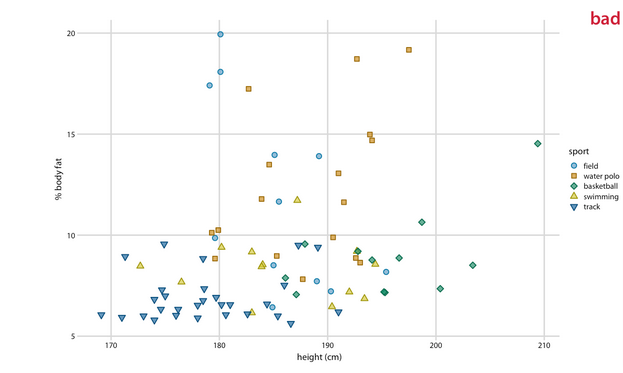 bad
20
15
10
5
% body fat
170
180
190
200
210
height (cm)
sport
field
water polo
basketball
swimming
track